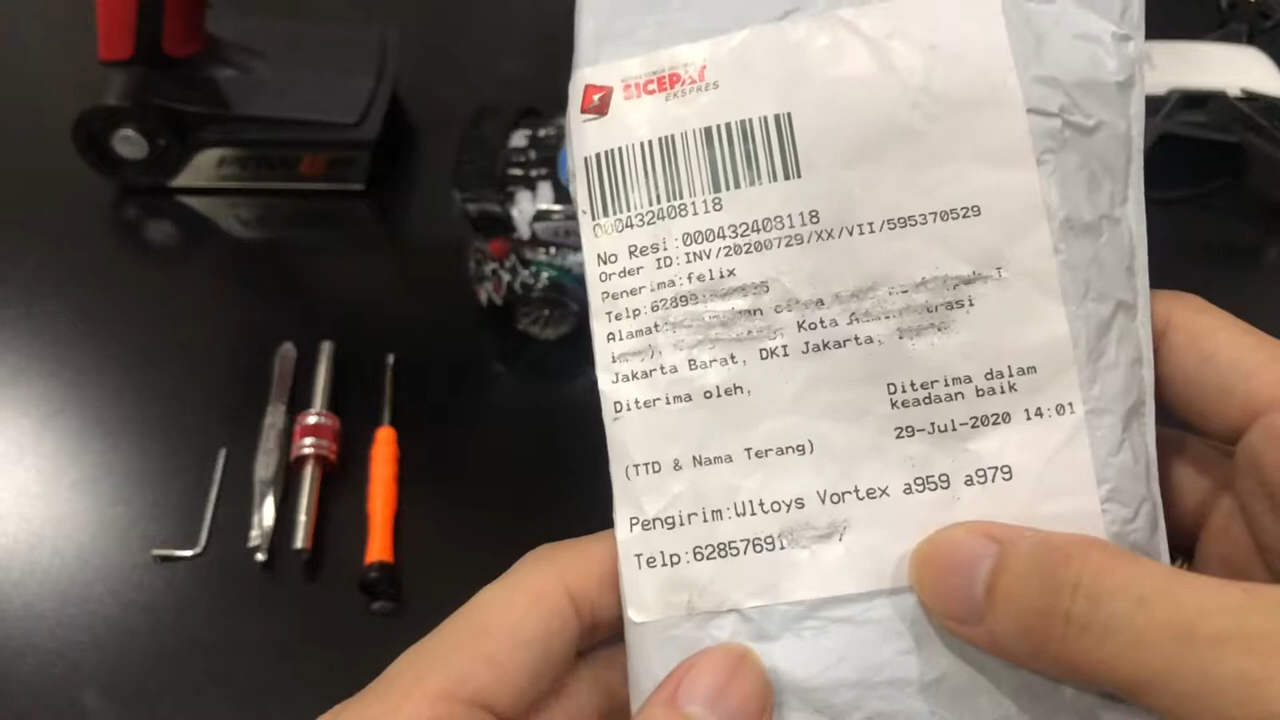 SICEPAT
EKSPRES
000432408118
No Resi:000432408118
Order ID:INV/20200729/XX/VII/595370529
Penerima:felix
Telp:62899
Alamat:
Kota
Jakarta Barat, DKI Jakarta,
Diterima oleh,
Diterima dalam
keadaan baik
29-Jul-2020 14:01
(TTD & Nama Terang)
Pengirim:Wltoys Vortex a959 a979
Telp:62857691